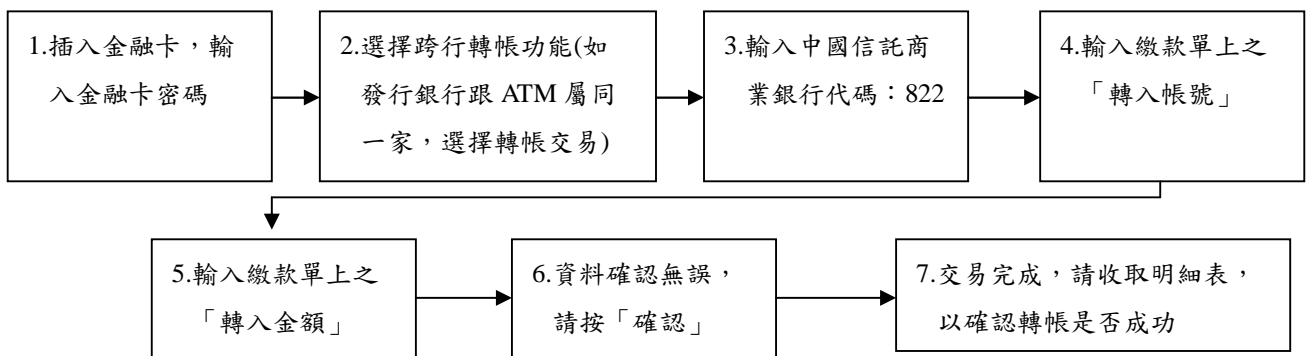 1.插入金融卡，輸
入金融卡密碼
2.選擇跨行轉帳功能(如
發行銀行跟 ATM 屬同
一家，選擇轉帳交易)
3.輸入中國信託商
業銀行代碼：822
4.輸入繳款單上之
「轉入帳號」
5.輸入繳款單上之
「轉入金額」
6.資料確認無誤，
請按「確認」
7.交易完成，請收取明細表，
以確認轉帳是否成功